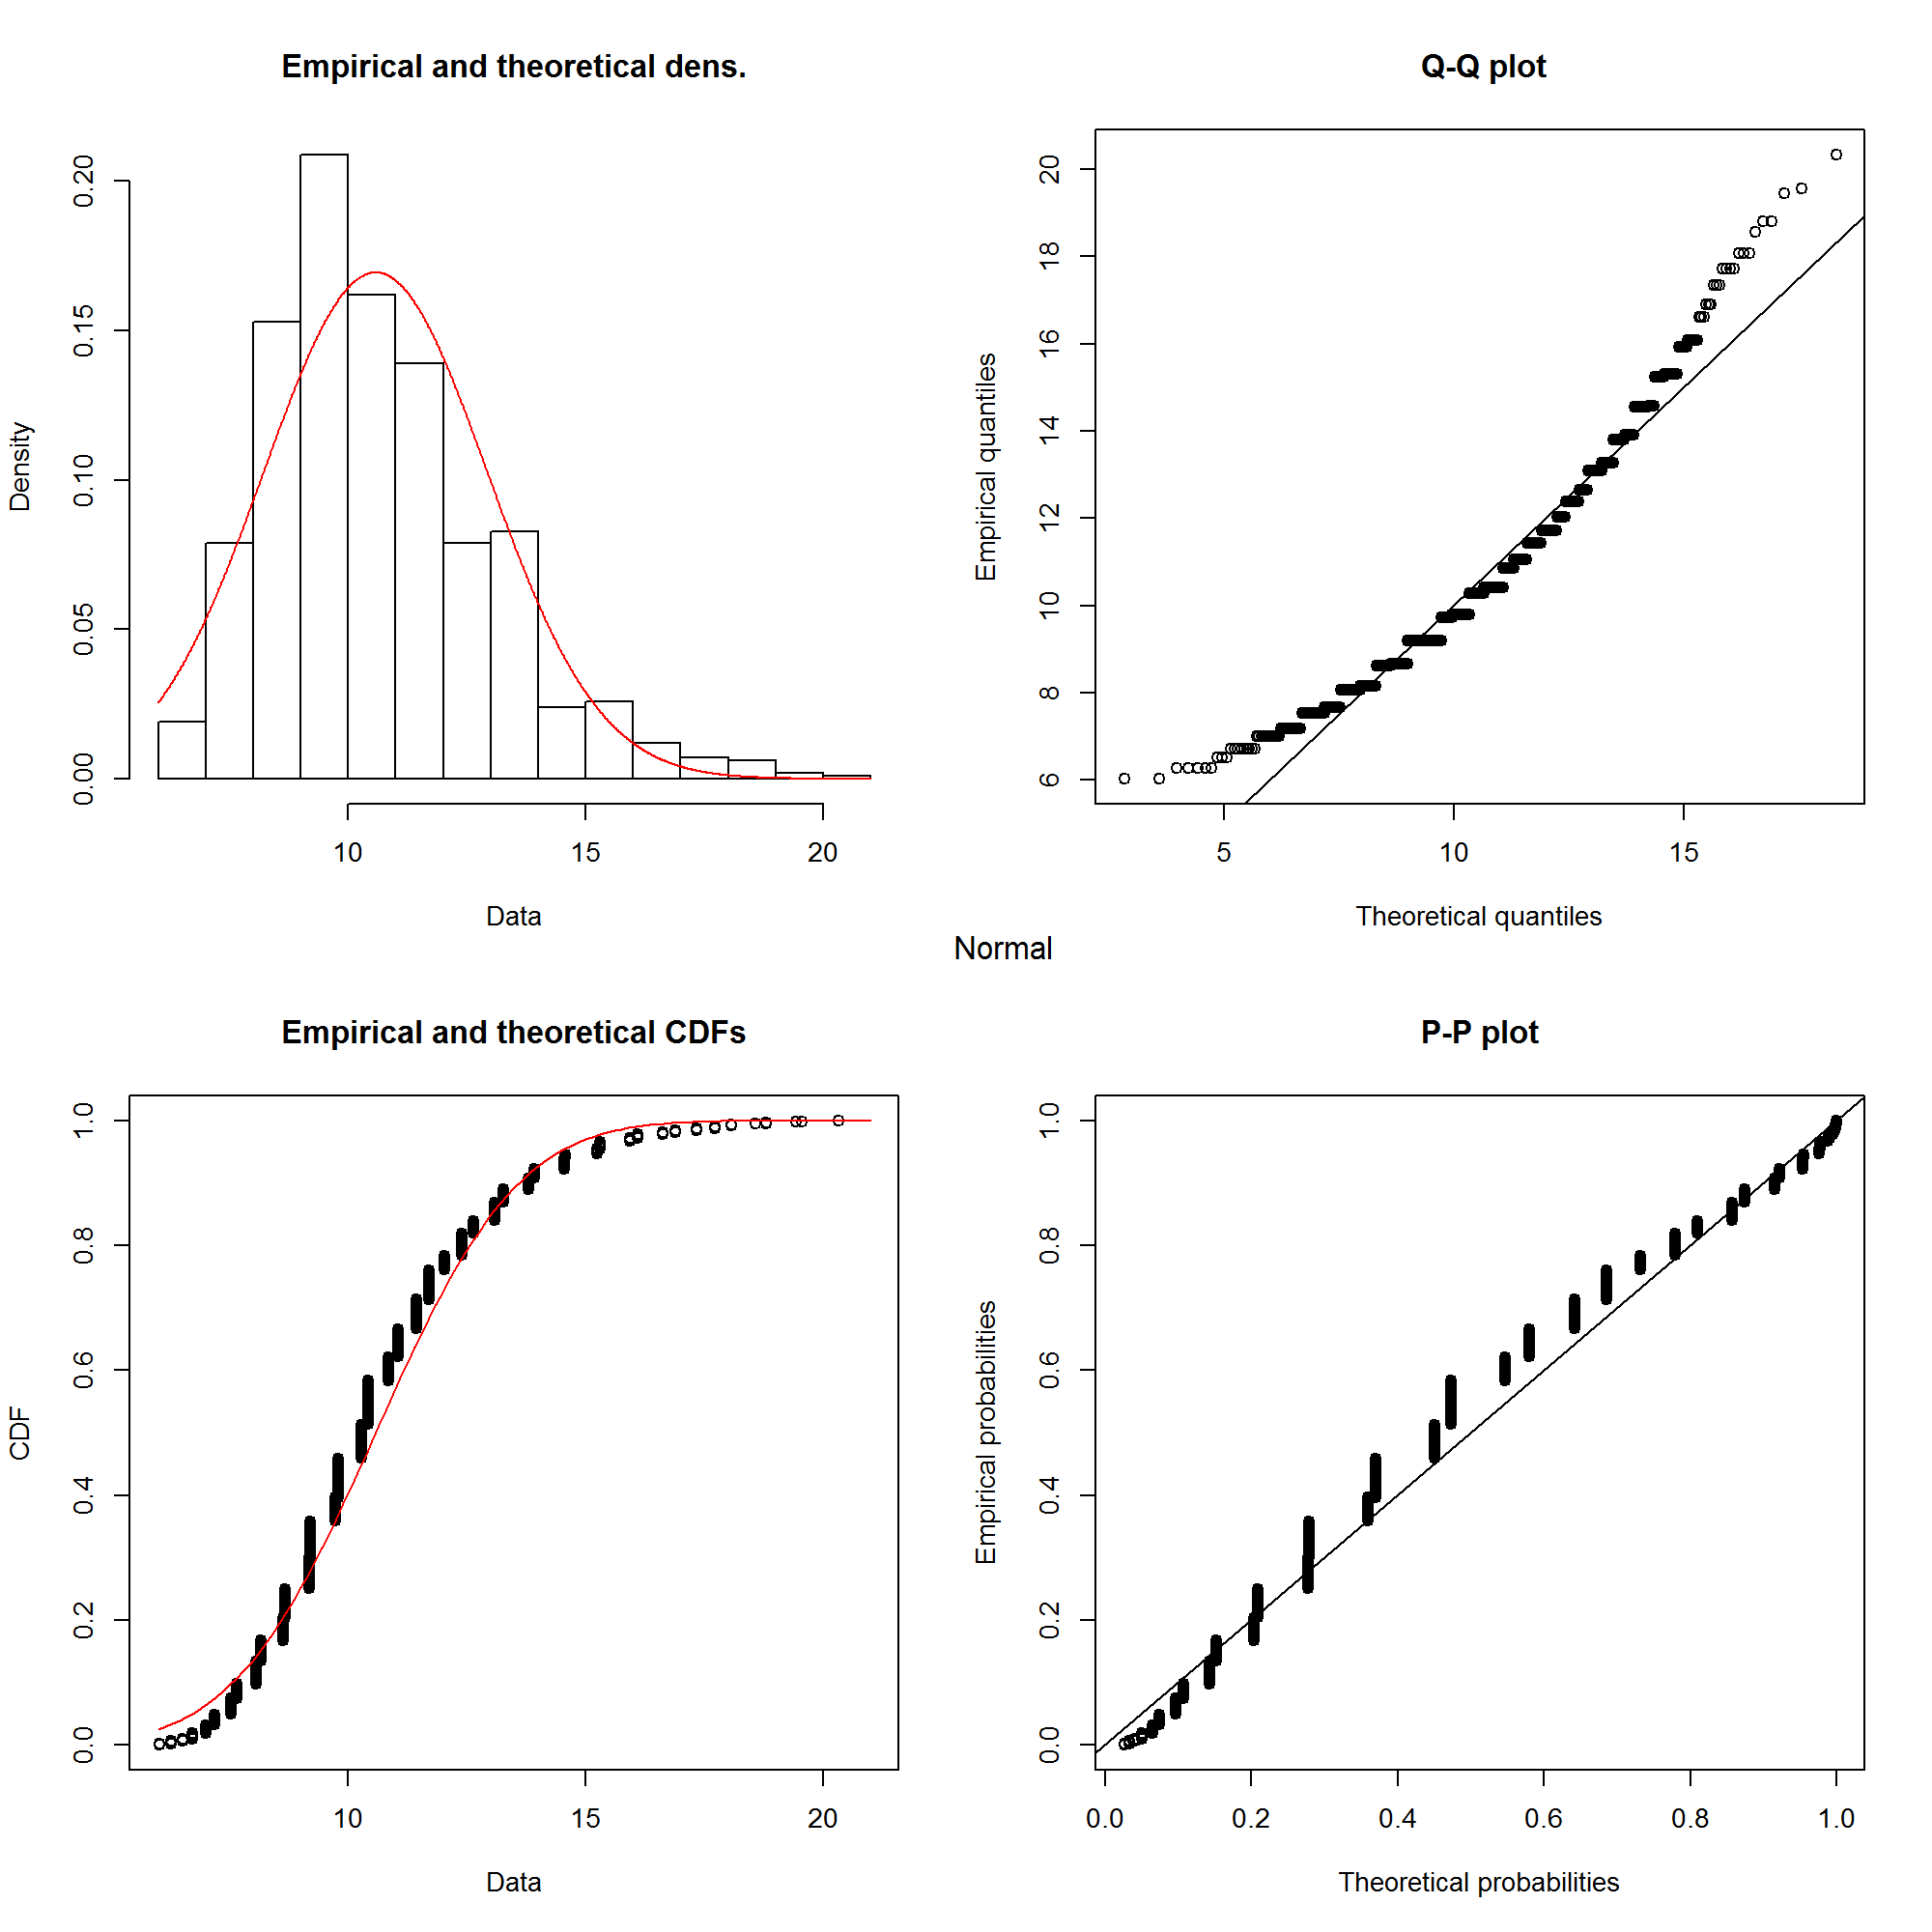 Empirical and theoretical dens.
Density
0.00 0.05 0.10 0.15 0.20
10 15 20
Data
Q-Q plot
Empirical quantiles
6 8 10 12 14 16 18 20
5 10 15
Theoretical quantiles
Normal
Empirical and theoretical CDFs
CDF
0.0 0.2 0.4 0.6 0.8 1.0
10 15 20
Data
P-P plot
Empirical probabilities
0.0 0.2 0.4 0.6 0.8 1.0
0.0 0.2 0.4 0.6 0.8 1.0
Theoretical probabilities